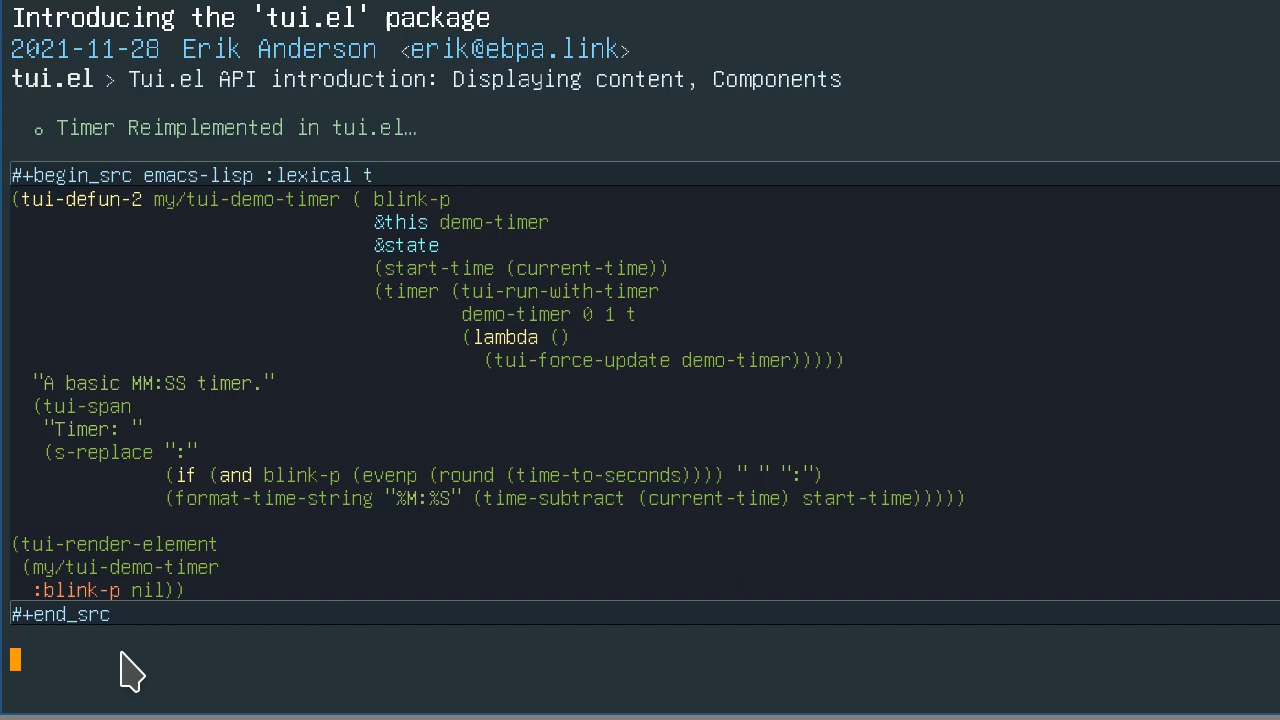 Introducing the 'tui.el' package
2021-11-28 Erik Anderson <erik@ebpa.link>
tui.el > Tui.el API introduction: Displaying content, Components
∘ Timer Reimplemented in tui.el…
#+begin_src emacs-lisp :lexical t
(tui-defun-2 my/tui-demo-timer ( blink-p
                                 &this demo-timer
                                 &state
                                 (start-time (current-time))
                                 (timer (tui-run-with-timer
                                         demo-timer 0 1 t
                                         (lambda ()
                                           (tui-force-update demo-timer)))))
  "A basic MM:SS timer."
  (tui-span
   "Timer: "
   (s-replace ":"
              (if (and blink-p (evenp (round (time-to-seconds)))) " " ":")
              (format-time-string "%M:%S" (time-subtract (current-time) start-time)))))
(tui-render-element
 (my/tui-demo-timer
  :blink-p nil))
#+end_src